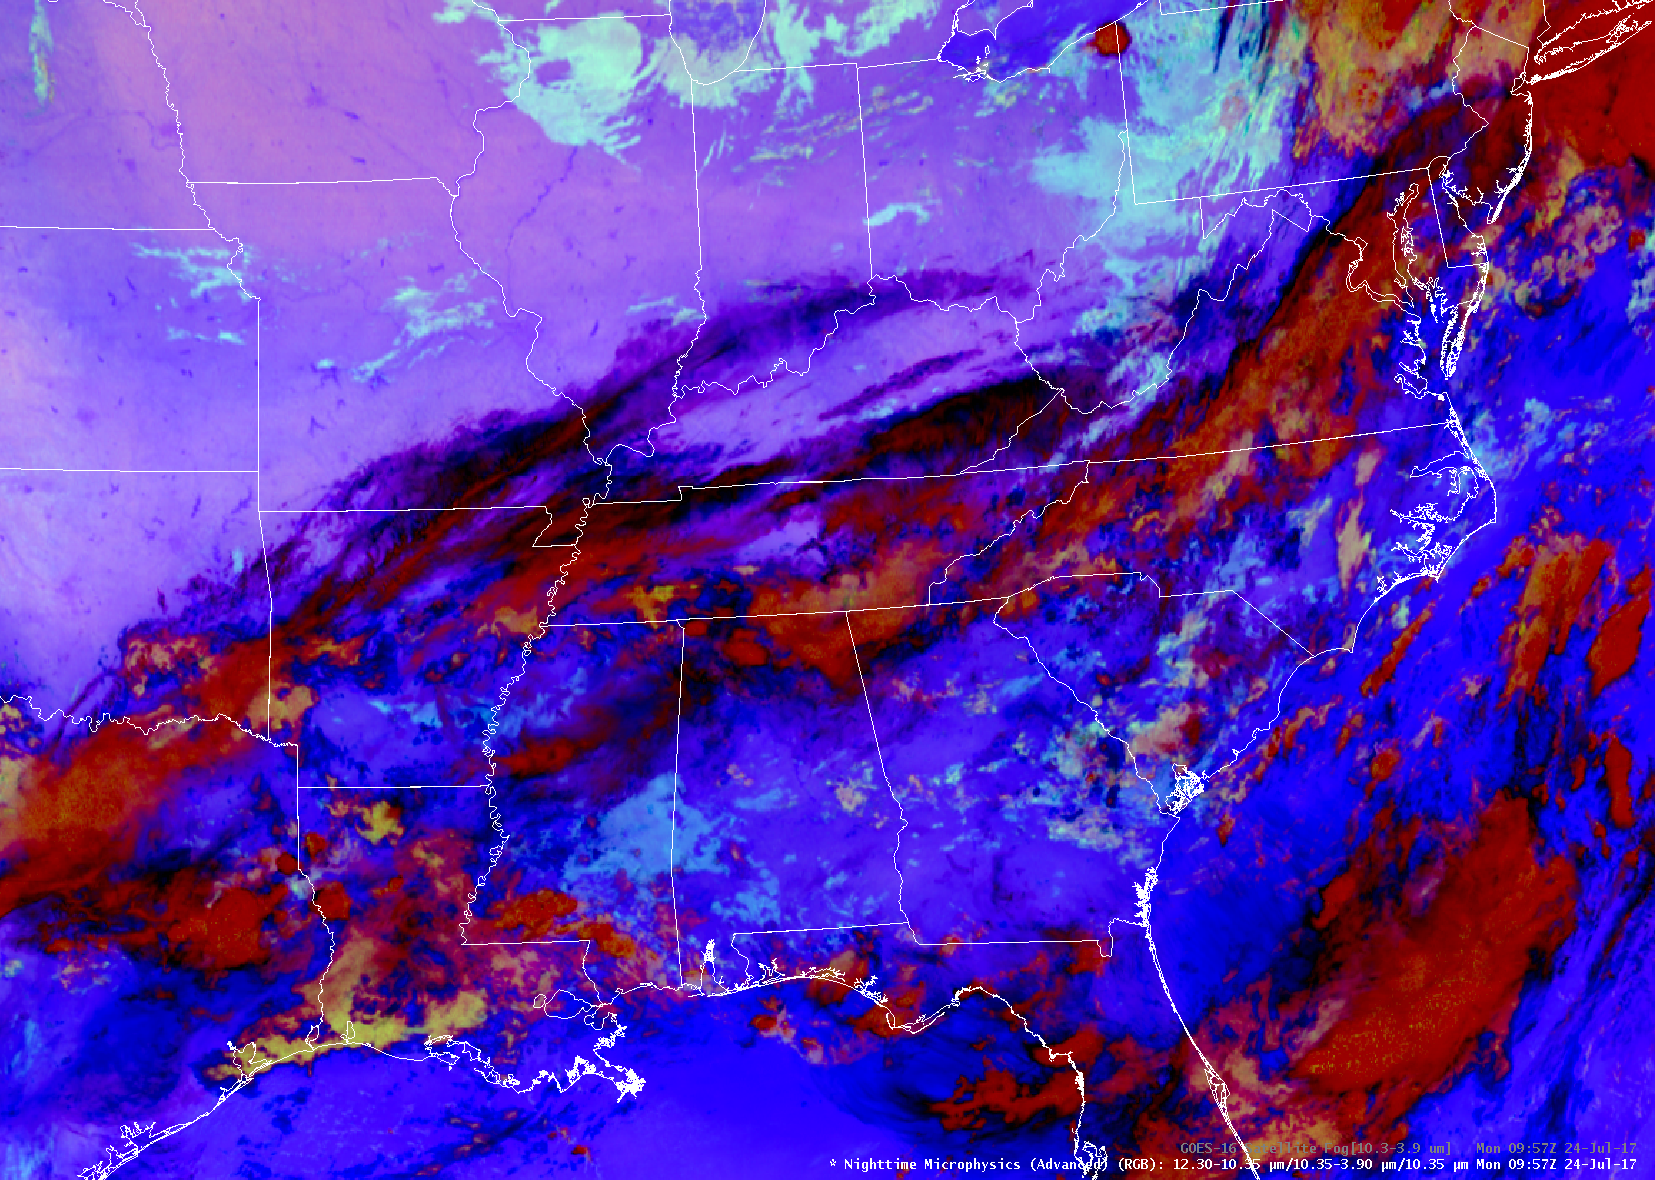 GOES-16 Satellite Fog[10.3-3.9 um] Mon 09:57Z 24-Jul-17
* Nighttime Microphysics (Advanced) (RGB): 12.30-10.35 µm/10.35-3.90 µm/10.35 µm Mon 09:57Z 24-Jul-17